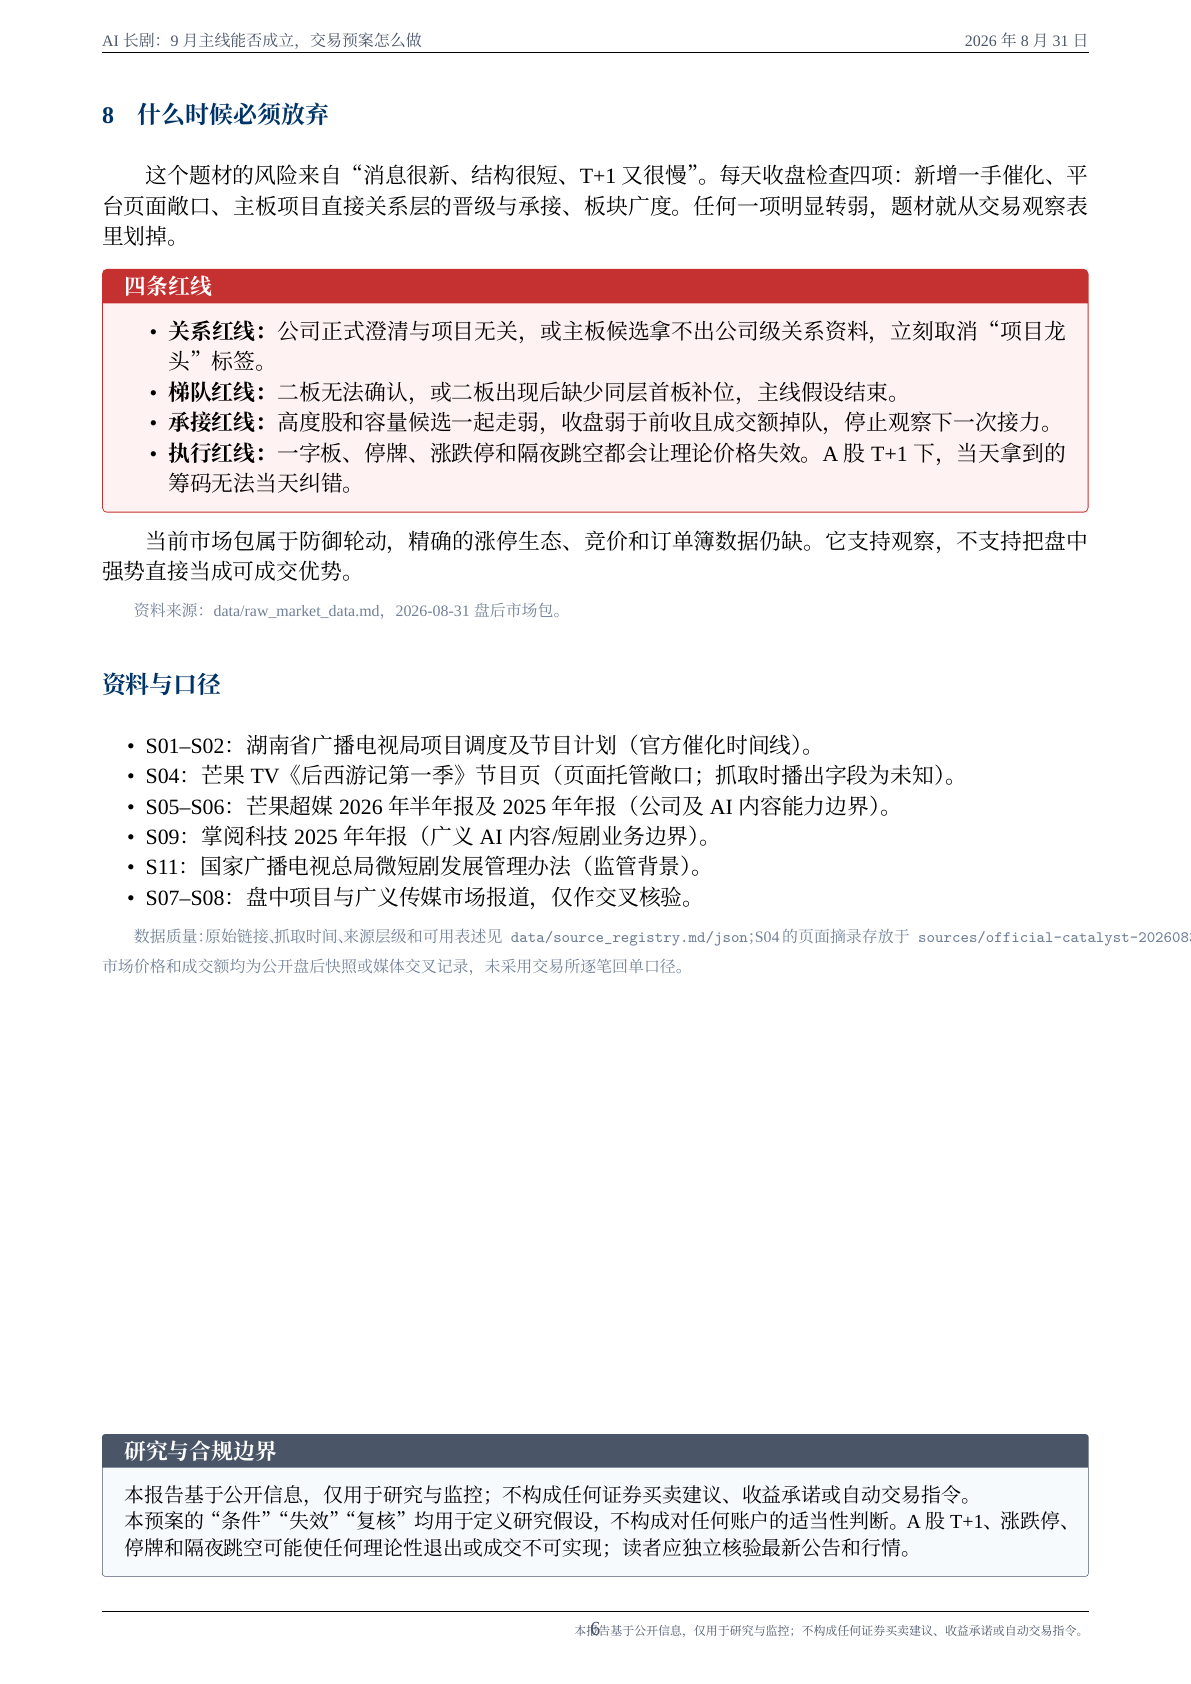 AI 长剧：9 月主线能否成立，交易预案怎么做
2026 年 8 月 31 日
8 什么时候必须放弃
这个题材的风险来自“消息很新、结构很短、T+1 又很慢”。每天收盘检查四项：新增一手催化、平
台页面敞口、主板项目直接关系层的晋级与承接、板块广度。任何一项明显转弱，题材就从交易观察表
里划掉。
四条红线
• 关系红线：公司正式澄清与项目无关，或主板候选拿不出公司级关系资料，立刻取消“项目龙
头”标签。
• 梯队红线：二板无法确认，或二板出现后缺少同层首板补位，主线假设结束。
• 承接红线：高度股和容量候选一起走弱，收盘弱于前收且成交额掉队，停止观察下一次接力。
• 执行红线：一字板、停牌、涨跌停和隔夜跳空都会让理论价格失效。A 股 T+1 下，当天拿到的
筹码无法当天纠错。
当前市场包属于防御轮动，精确的涨停生态、竞价和订单簿数据仍缺。它支持观察，不支持把盘中
强势直接当成可成交优势。
资料来源：data/raw_market_data.md，2026-08-31 盘后市场包。
资料与口径
• S01–S02：湖南省广播电视局项目调度及节目计划（官方催化时间线）。
• S04：芒果 TV《后西游记第一季》节目页（页面托管敞口；抓取时播出字段为未知）。
• S05–S06：芒果超媒 2026 年半年报及 2025 年年报（公司及 AI 内容能力边界）。
• S09：掌阅科技 2025 年年报（广义 AI 内容/短剧业务边界）。
• S11：国家广播电视总局微短剧发展管理办法（监管背景）。
• S07–S08：盘中项目与广义传媒市场报道，仅作交叉核验。
数据质量：原始链接、抓取时间、来源层级和可用表述见 data/source_registry.md/json；S04 的页面摘录存放于 sources/official-catalyst-202608
市场价格和成交额均为公开盘后快照或媒体交叉记录，未采用交易所逐笔回单口径。
研究与合规边界
本报告基于公开信息，仅用于研究与监控；不构成任何证券买卖建议、收益承诺或自动交易指令。
本预案的“条件”“失效”“复核”均用于定义研究假设，不构成对任何账户的适当性判断。A 股 T+1、涨跌停、
停牌和隔夜跳空可能使任何理论性退出或成交不可实现；读者应独立核验最新公告和行情。
6
本报告基于公开信息，仅用于研究与监控；不构成任何证券买卖建议、收益承诺或自动交易指令。